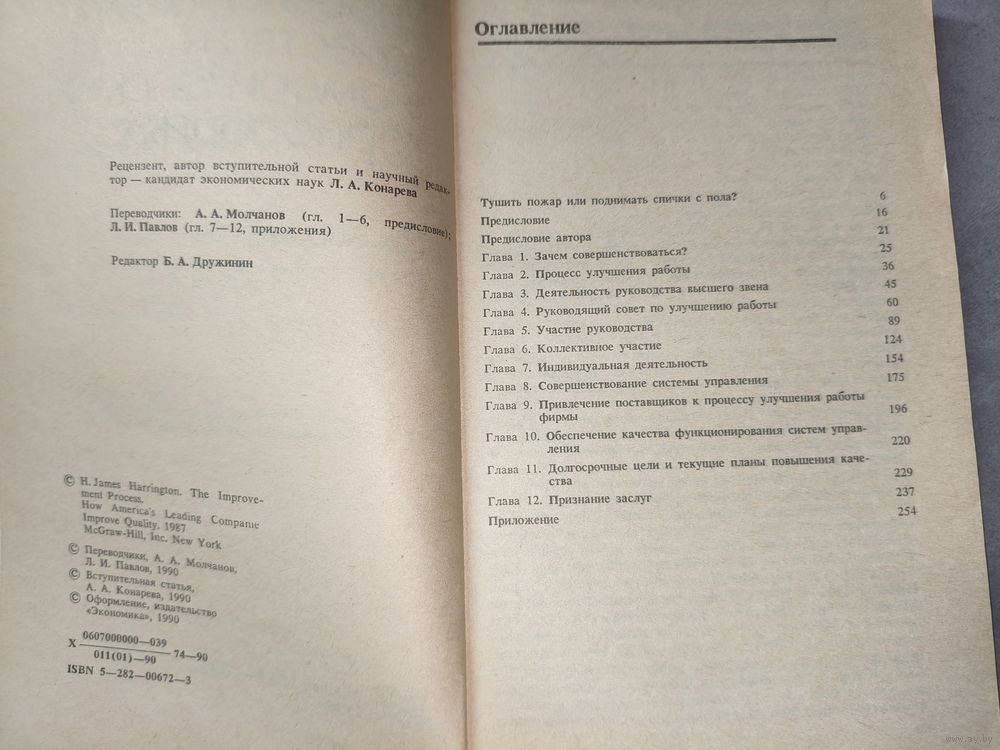 Рецензент, автор вступительной статьи и научный редак-
тор — кандидат экономических наук Л. А. Конарева
Переводчики: А. А. Молчанов (гл. 1—6, предисловие);
Л. И. Павлов (гл. 7—12, приложения)
Редактор Б. А. Дружинин
© H. James Harrington. The Improve-
ment Process.
How America's Leading Companie
Improve Quality. 1987
McGraw-Hill, Inc. New York
© Переводчики, А. А. Молчанов,
Л. И. Павлов, 1990
© Вступительная статья,
А. А. Конарева, 1990
© Оформление, издательство
«Экономика», 1990
Х 0607000000—039
011(01)—90 74—90
ISBN 5—282—00672—3
Оглавление
Тушить пожар или поднимать спички с пола? 6
Предисловие 16
Предисловие автора 21
Глава 1. Зачем совершенствоваться? 25
Глава 2. Процесс улучшения работы 36
Глава 3. Деятельность руководства высшего звена 45
Глава 4. Руководящий совет по улучшению работы 60
Глава 5. Участие руководства 89
Глава 6. Коллективное участие 124
Глава 7. Индивидуальная деятельность 154
Глава 8. Совершенствование системы управления 175
Глава 9. Привлечение поставщиков к процессу улучшения работы
фирмы 196
Глава 10. Обеспечение качества функционирования систем управ-
ления 220
Глава 11. Долгосрочные цели и текущие планы повышения каче-
ства 229
Глава 12. Признание заслуг 237
Приложение 254
www.ay.by